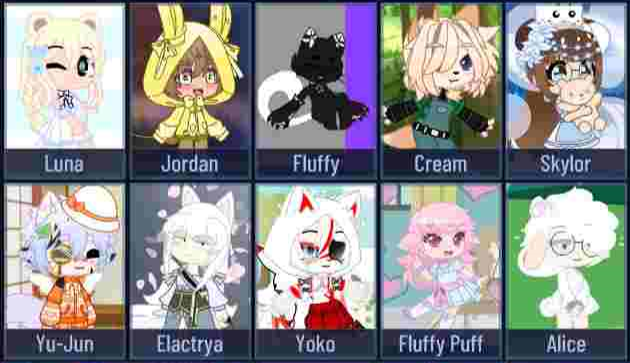 Luna
Jordan
Fluffy
Cream
Skylor
Yu-Jun
Elactrya
Yoko
Fluffy Puff
Alice